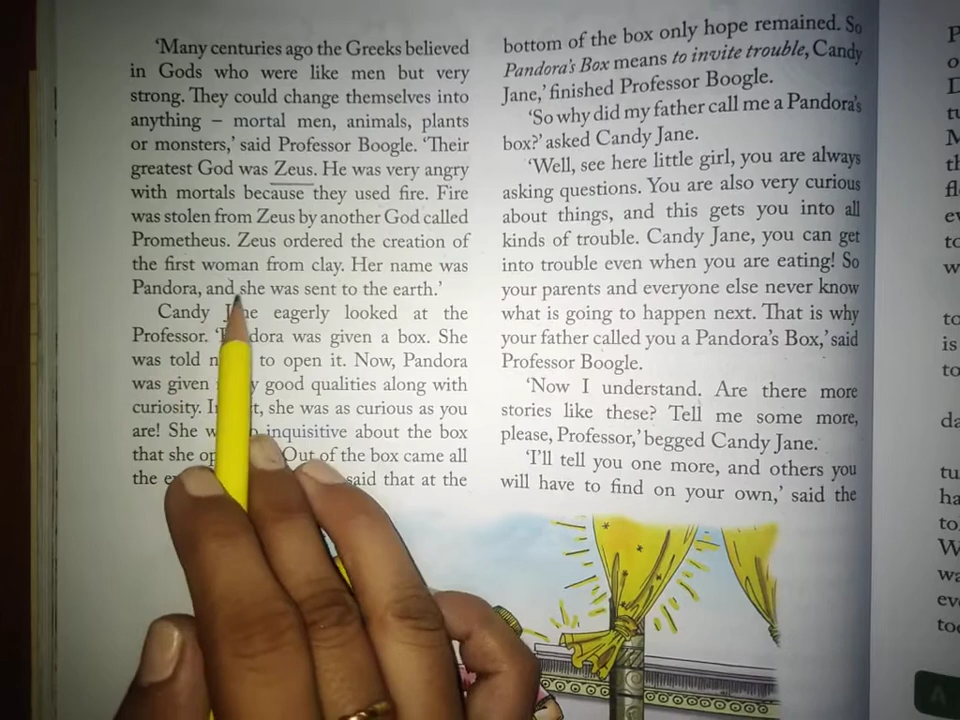 'Many centuries ago the Greeks believed
in Gods who were like men but very
strong. They could change themselves into
anything – mortal men, animals, plants
or monsters,' said Professor Boogle. 'Their
greatest God was Zeus. He was very angry
with mortals because they used fire. Fire
was stolen from Zeus by another God called
Prometheus. Zeus ordered the creation of
the first woman from clay. Her name was
Pandora, and she was sent to the earth.'
Candy eagerly looked at the
Professor. was given a box. She
was told to open it. Now, Pandora
was given good qualities along with
curiosity. she was as curious as you
are! She inquisitive about the box
that she Out of the box came all
the said that at the
bottom of the box only hope remained. So
Pandora's Box means to invite trouble, Candy
Jane,' finished Professor Boogle.
'So why did my father call me a Pandora's
box?' asked Candy Jane.
'Well, see here little girl, you are always
asking questions. You are also very curious
about things, and this gets you into all
kinds of trouble. Candy Jane, you can get
into trouble even when you are eating! So
your parents and everyone else never know
what is going to happen next. That is why
your father called you a Pandora's Box,' said
Professor Boogle.
'Now I understand. Are there more
stories like these? Tell me some more,
please, Professor,' begged Candy Jane.
'I'll tell you one more, and others you
will have to find on your own,' said the